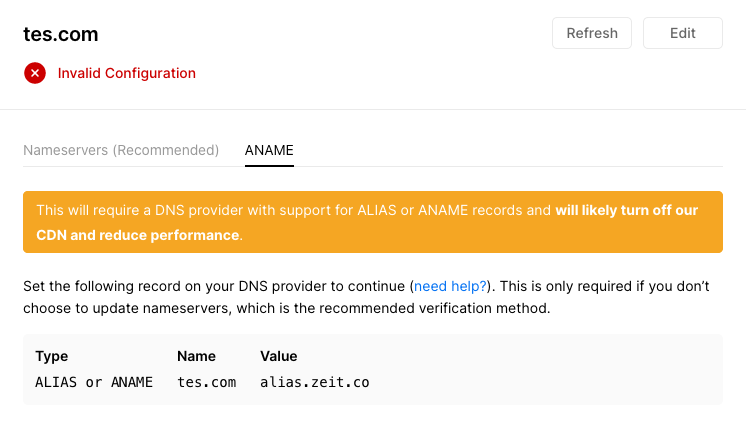 tes.com
Refresh
Edit
Invalid Configuration
Nameservers (Recommended)
ANAME
This will require a DNS provider with support for ALIAS or ANAME records and will likely turn off our
CDN and reduce performance.
Set the following record on your DNS provider to continue (need help?). This is only required if you don’t
choose to update nameservers, which is the recommended verification method.
Type Name Value
ALIAS or ANAME tes.com alias.zeit.co